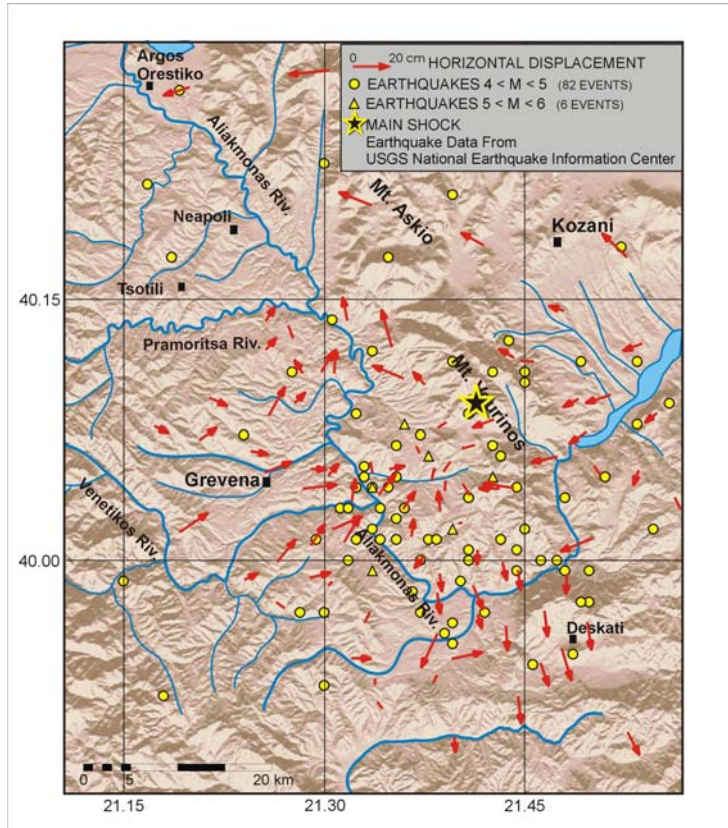 0 20 cm HORIZONTAL DISPLACEMENT
EARTHQUAKES 4 < M < 5 (82 EVENTS)
EARTHQUAKES 5 < M < 6 (6 EVENTS)
MAIN SHOCK
Earthquake Data From
USGS National Earthquake Information Center
Argos
Orestiko
Aliakmonas Riv.
Neapoli
Mt. Askio
Kozani
Tsotili
40.15
Pramoritsa Riv.
Mt. Vourinos
Grevena
Venetikos Riv.
40.00
Aliakmonas Riv.
Deskati
0 5 20 km
21.15 21.30 21.45